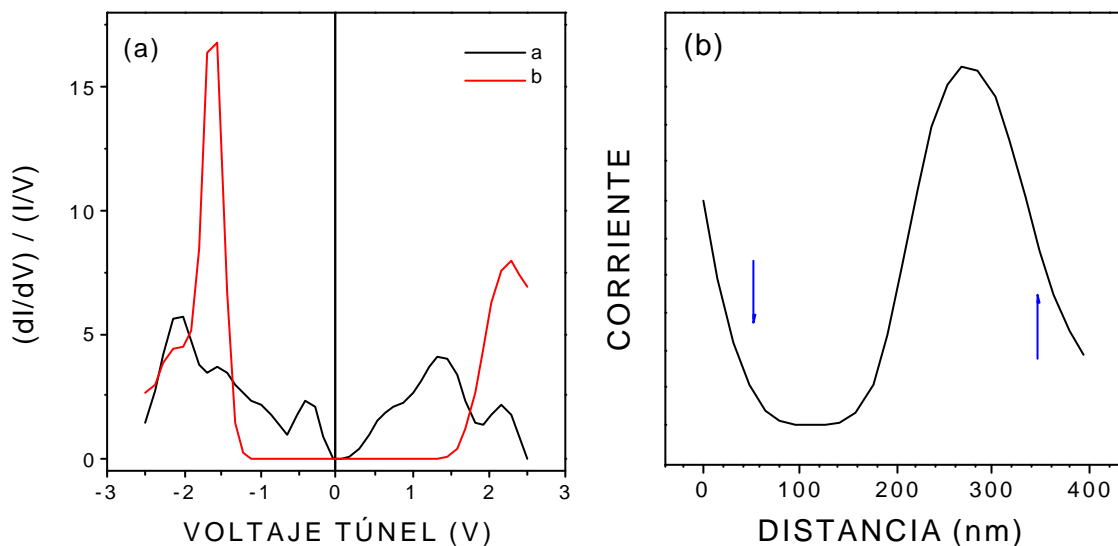 (a)
a
b
15
10
5
0
-3
-2
-1
0
1
2
3
(dI/dV) / (I/V)
VOLTAJE TÚNEL (V)
(b)
CORRIENTE
0
100
200
300
400
DISTANCIA (nm)